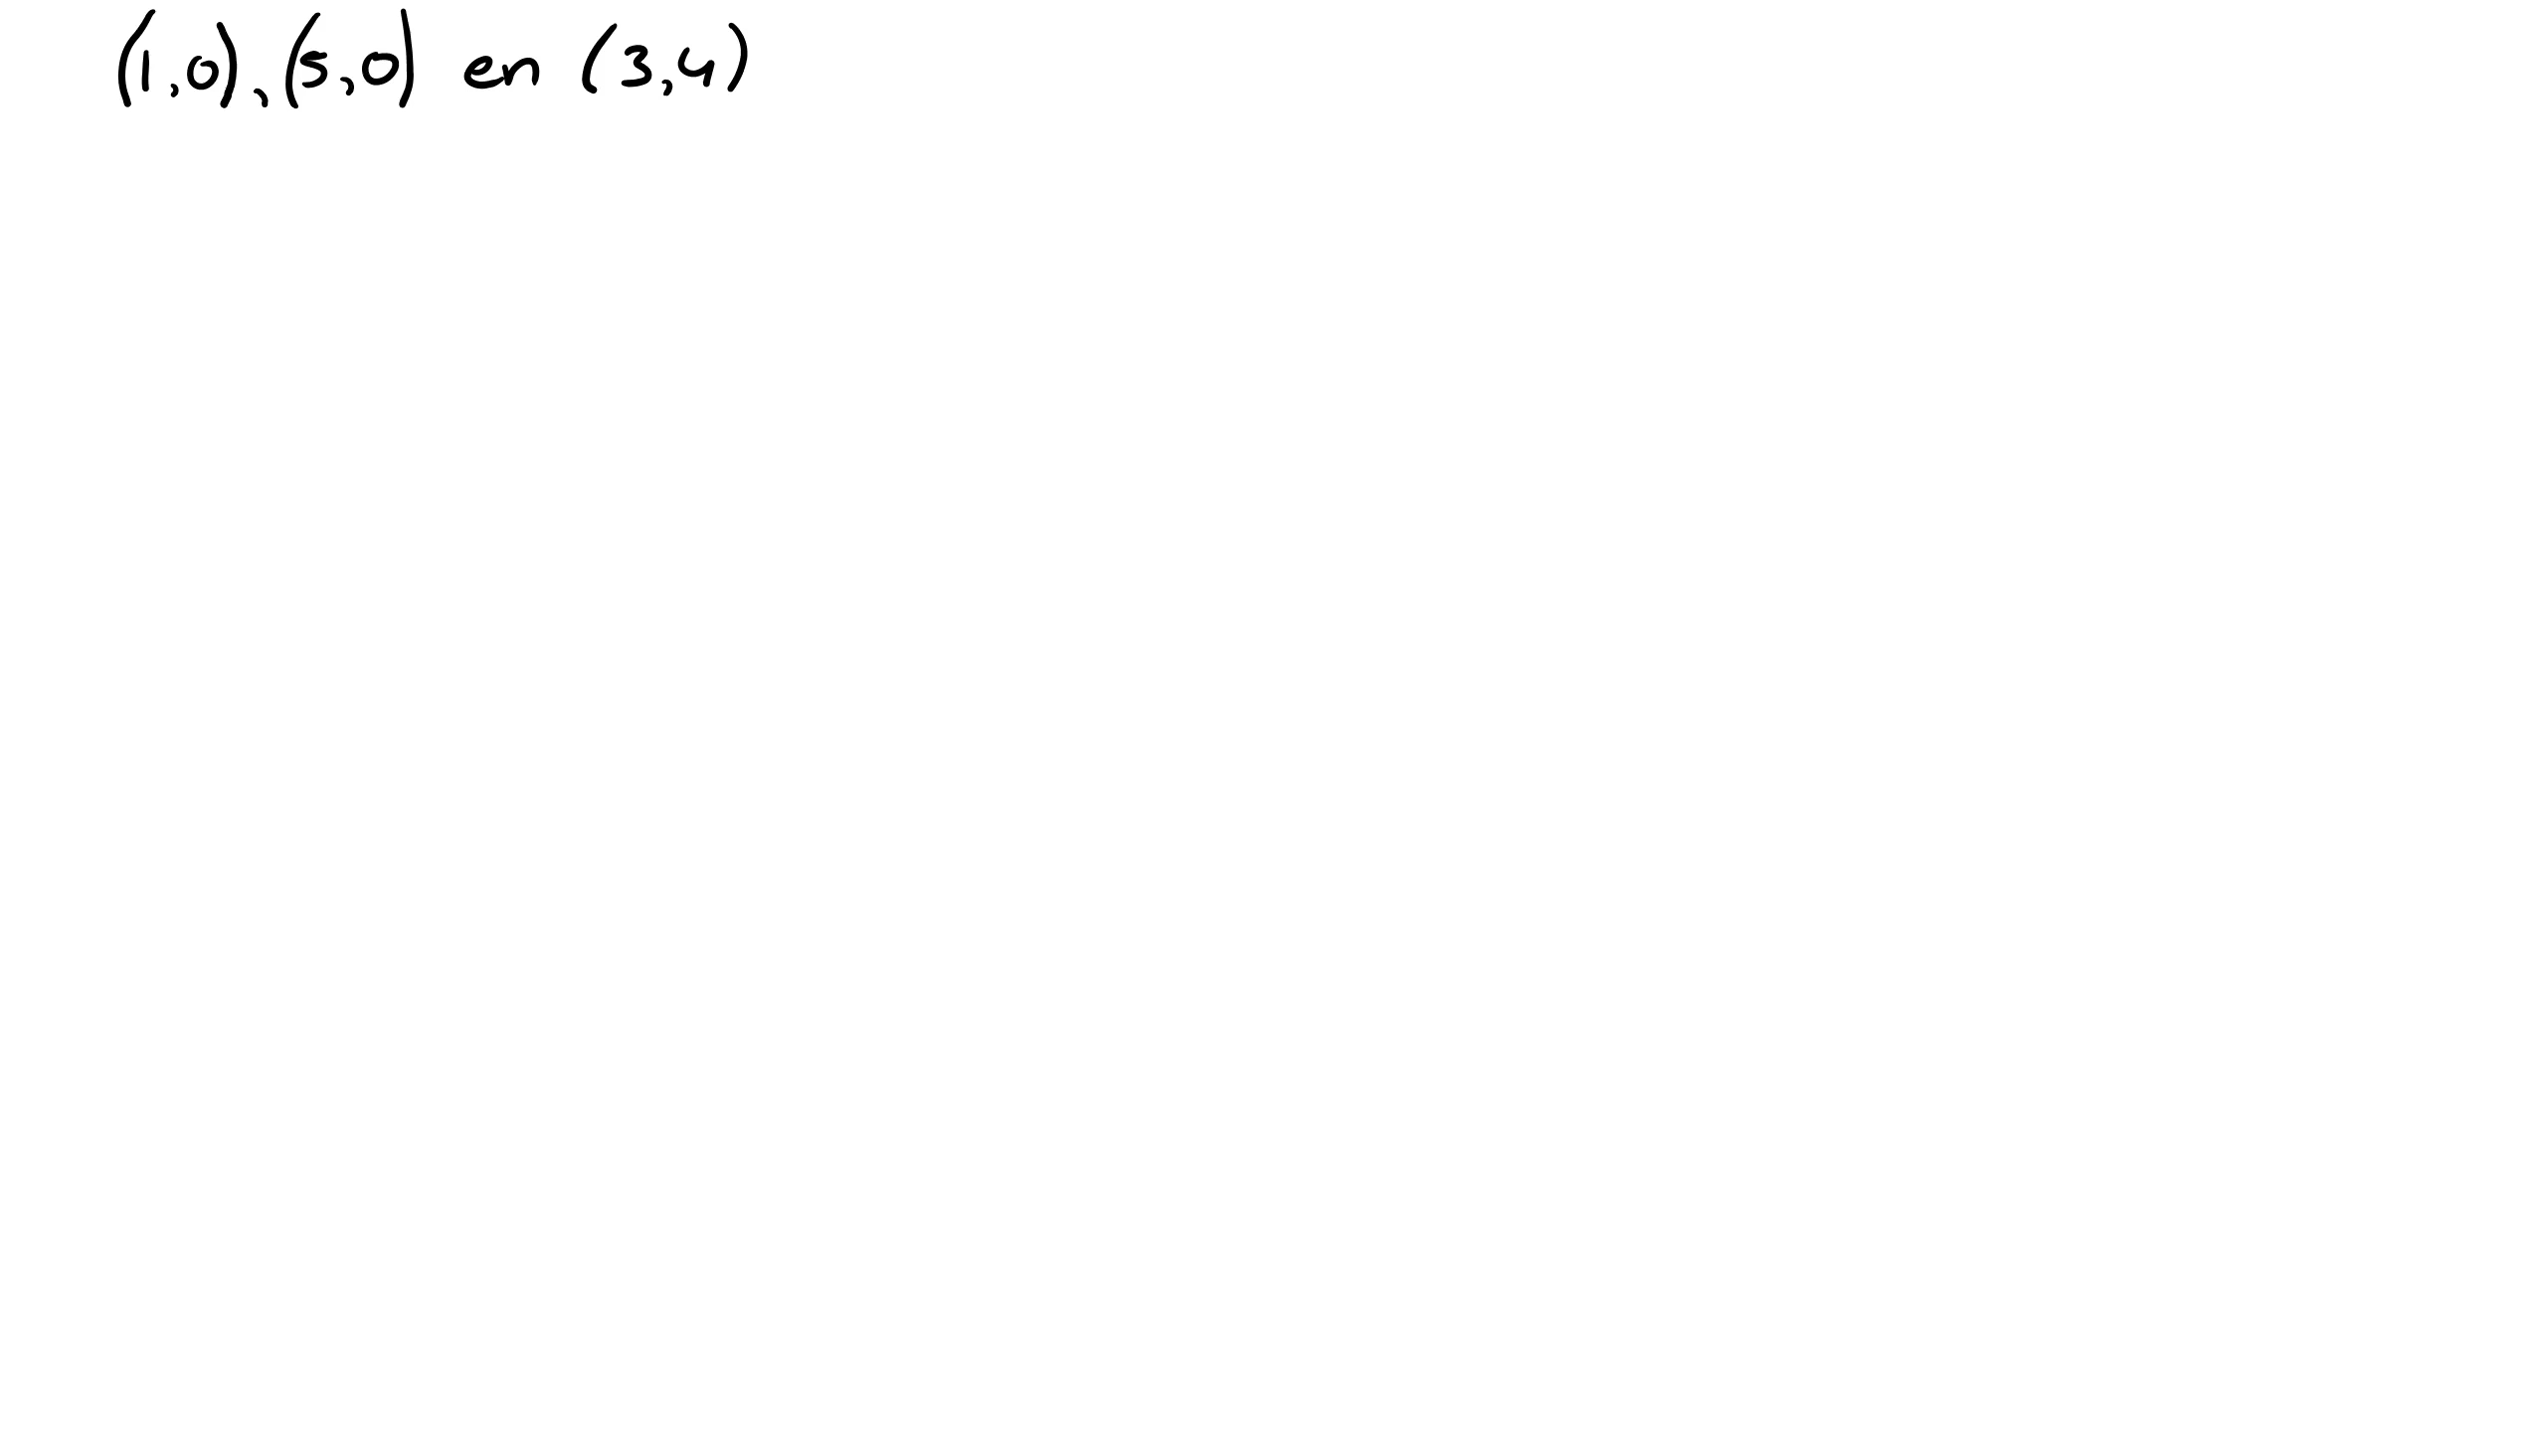 (1,0), (5,0) en (3,4)